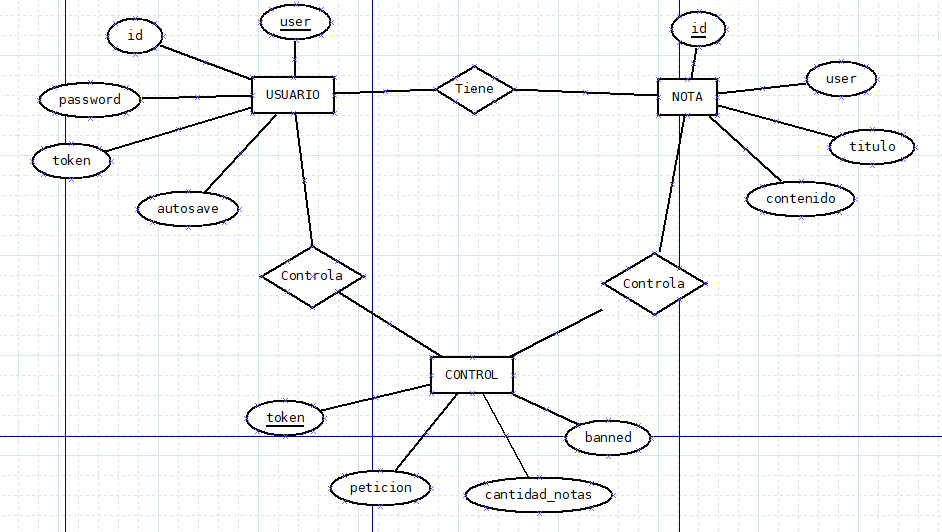 user
id
id
user
USUARIO
Tiene
NOTA
password
titulo
token
contenido
autosave
Controla
Controla
CONTROL
token
banned
peticion
cantidad_notas